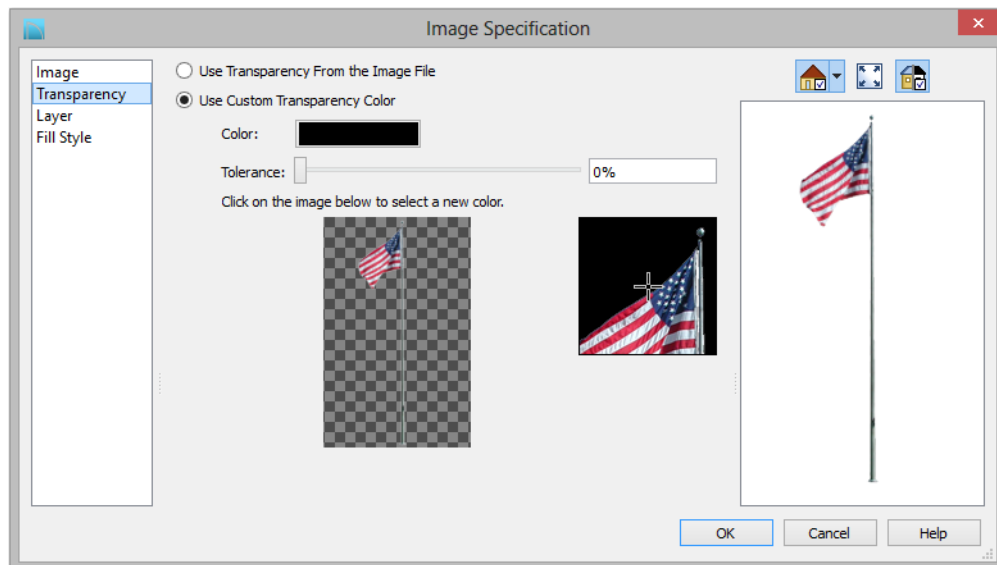 Image Specification
Image
Transparency
Layer
Fill Style
Use Transparency From the Image File
Use Custom Transparency Color
Color:
Tolerance:
0%
Click on the image below to select a new color.
OK
Cancel
Help